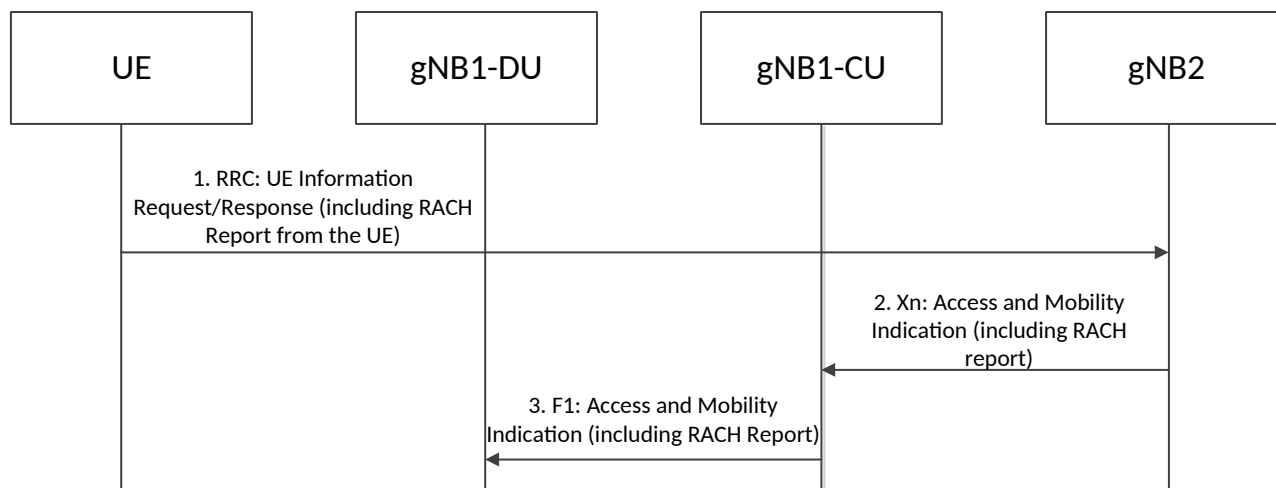 UE
gNB1-DU
gNB1-CU
gNB2
1. RRC: UE Information
Request/Response (including RACH
Report from the UE)
2. Xn: Access and Mobility
Indication (including RACH
report)
3. F1: Access and Mobility
Indication (including RACH Report)